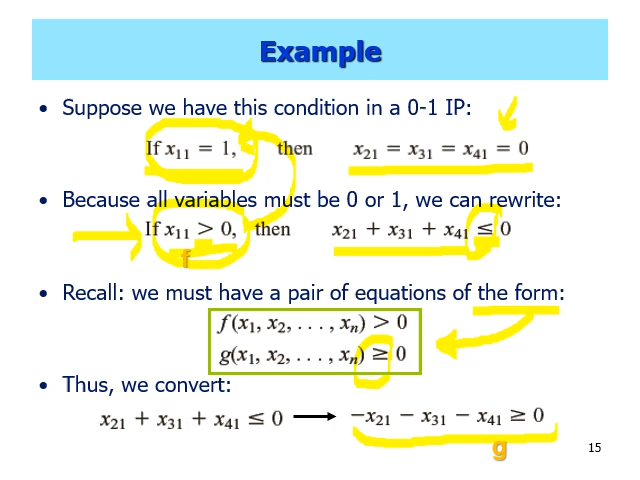 Example
• Suppose we have this condition in a 0-1 IP:
If x₁₁ = 1, then x₂₁ = x₃₁ = x₄₁ = 0
• Because all variables must be 0 or 1, we can rewrite:
If x₁₁ > 0, then x₂₁ + x₃₁ + x₄₁ ≤ 0
f
• Recall: we must have a pair of equations of the form:
f(x₁, x₂, . . . , xₙ) > 0
g(x₁, x₂, . . . , xₙ) ≥ 0
• Thus, we convert:
x₂₁ + x₃₁ + x₄₁ ≤ 0 → −x₂₁ − x₃₁ − x₄₁ ≥ 0
g
15